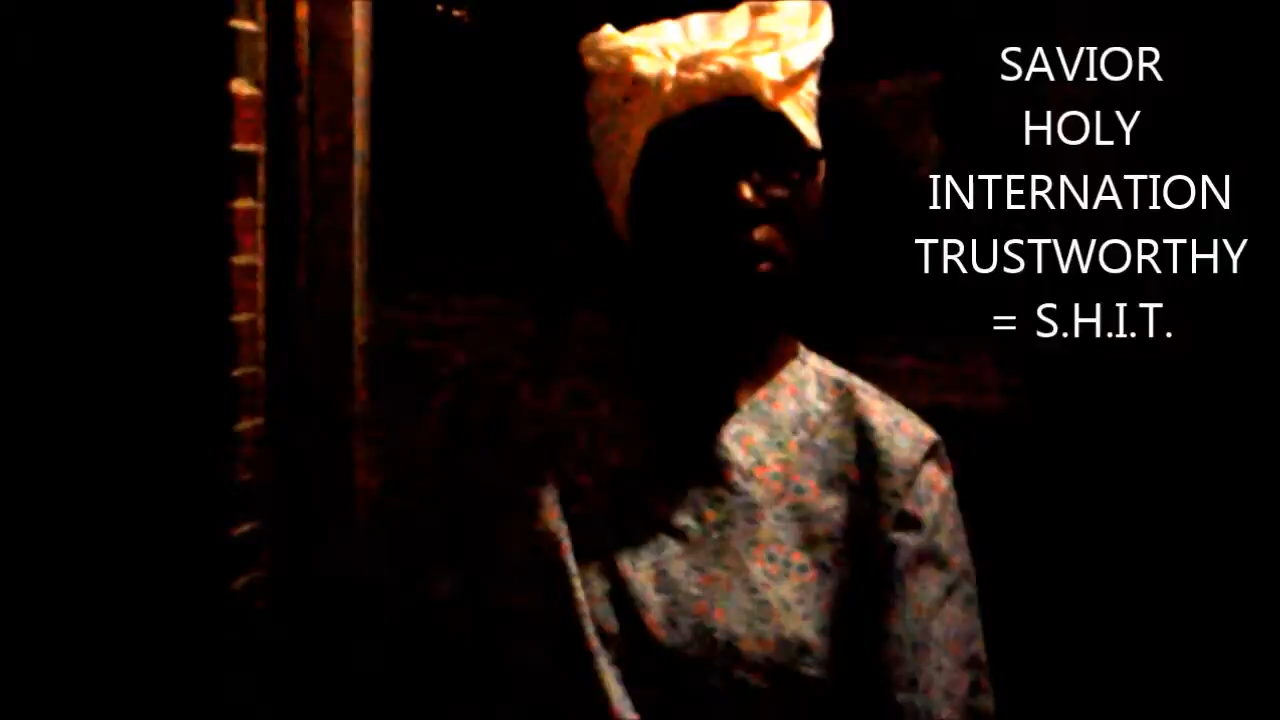 SAVIOR
HOLY
INTERNATION
TRUSTWORTHY
= S.H.I.T.